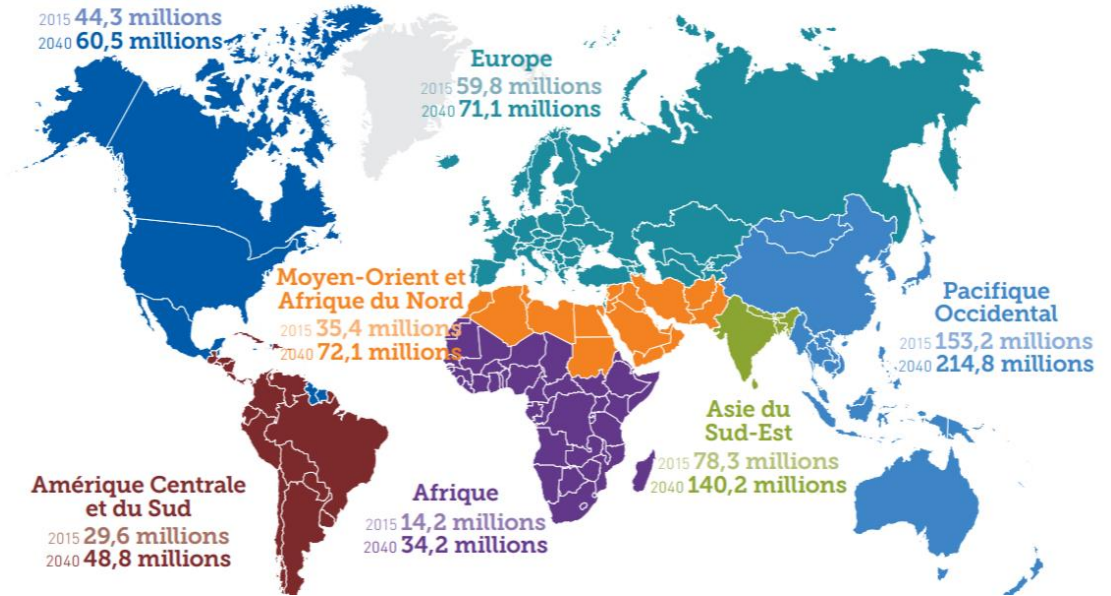 2015 44,3 millions
2040 60,5 millions
Europe
2015 59,8 millions
2040 71,1 millions
Moyen-Orient et
Afrique du Nord
2015 35,4 millions
2040 72,1 millions
Pacifique
Occidental
2015 153,2 millions
2040 214,8 millions
Asie du
Sud-Est
2015 78,3 millions
2040 140,2 millions
Amérique Centrale
et du Sud
2015 29,6 millions
2040 48,8 millions
Afrique
2015 14,2 millions
2040 34,2 millions